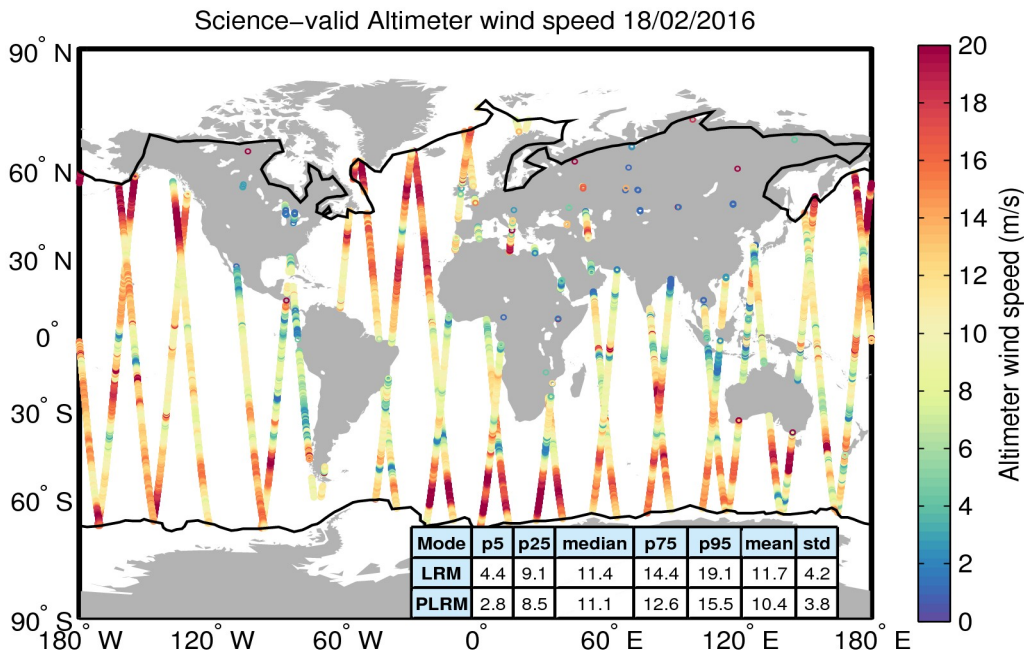 Science-valid Altimeter wind speed 18/02/2016
90° N
60° N
30° N
0°
30° S
60° S
90° S
180° W
120° W
60° W
0°
60° E
120° E
180° E
Mode p5 p25 median p75 p95 mean std
LRM 4.4 9.1 11.4 14.4 19.1 11.7 4.2
PLRM 2.8 8.5 11.1 12.6 15.5 10.4 3.8
20
18
16
14
12
10
8
6
4
2
0
Altimeter wind speed (m/s)